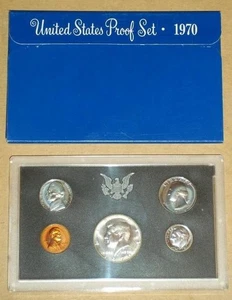 United States Proof Set · 1970